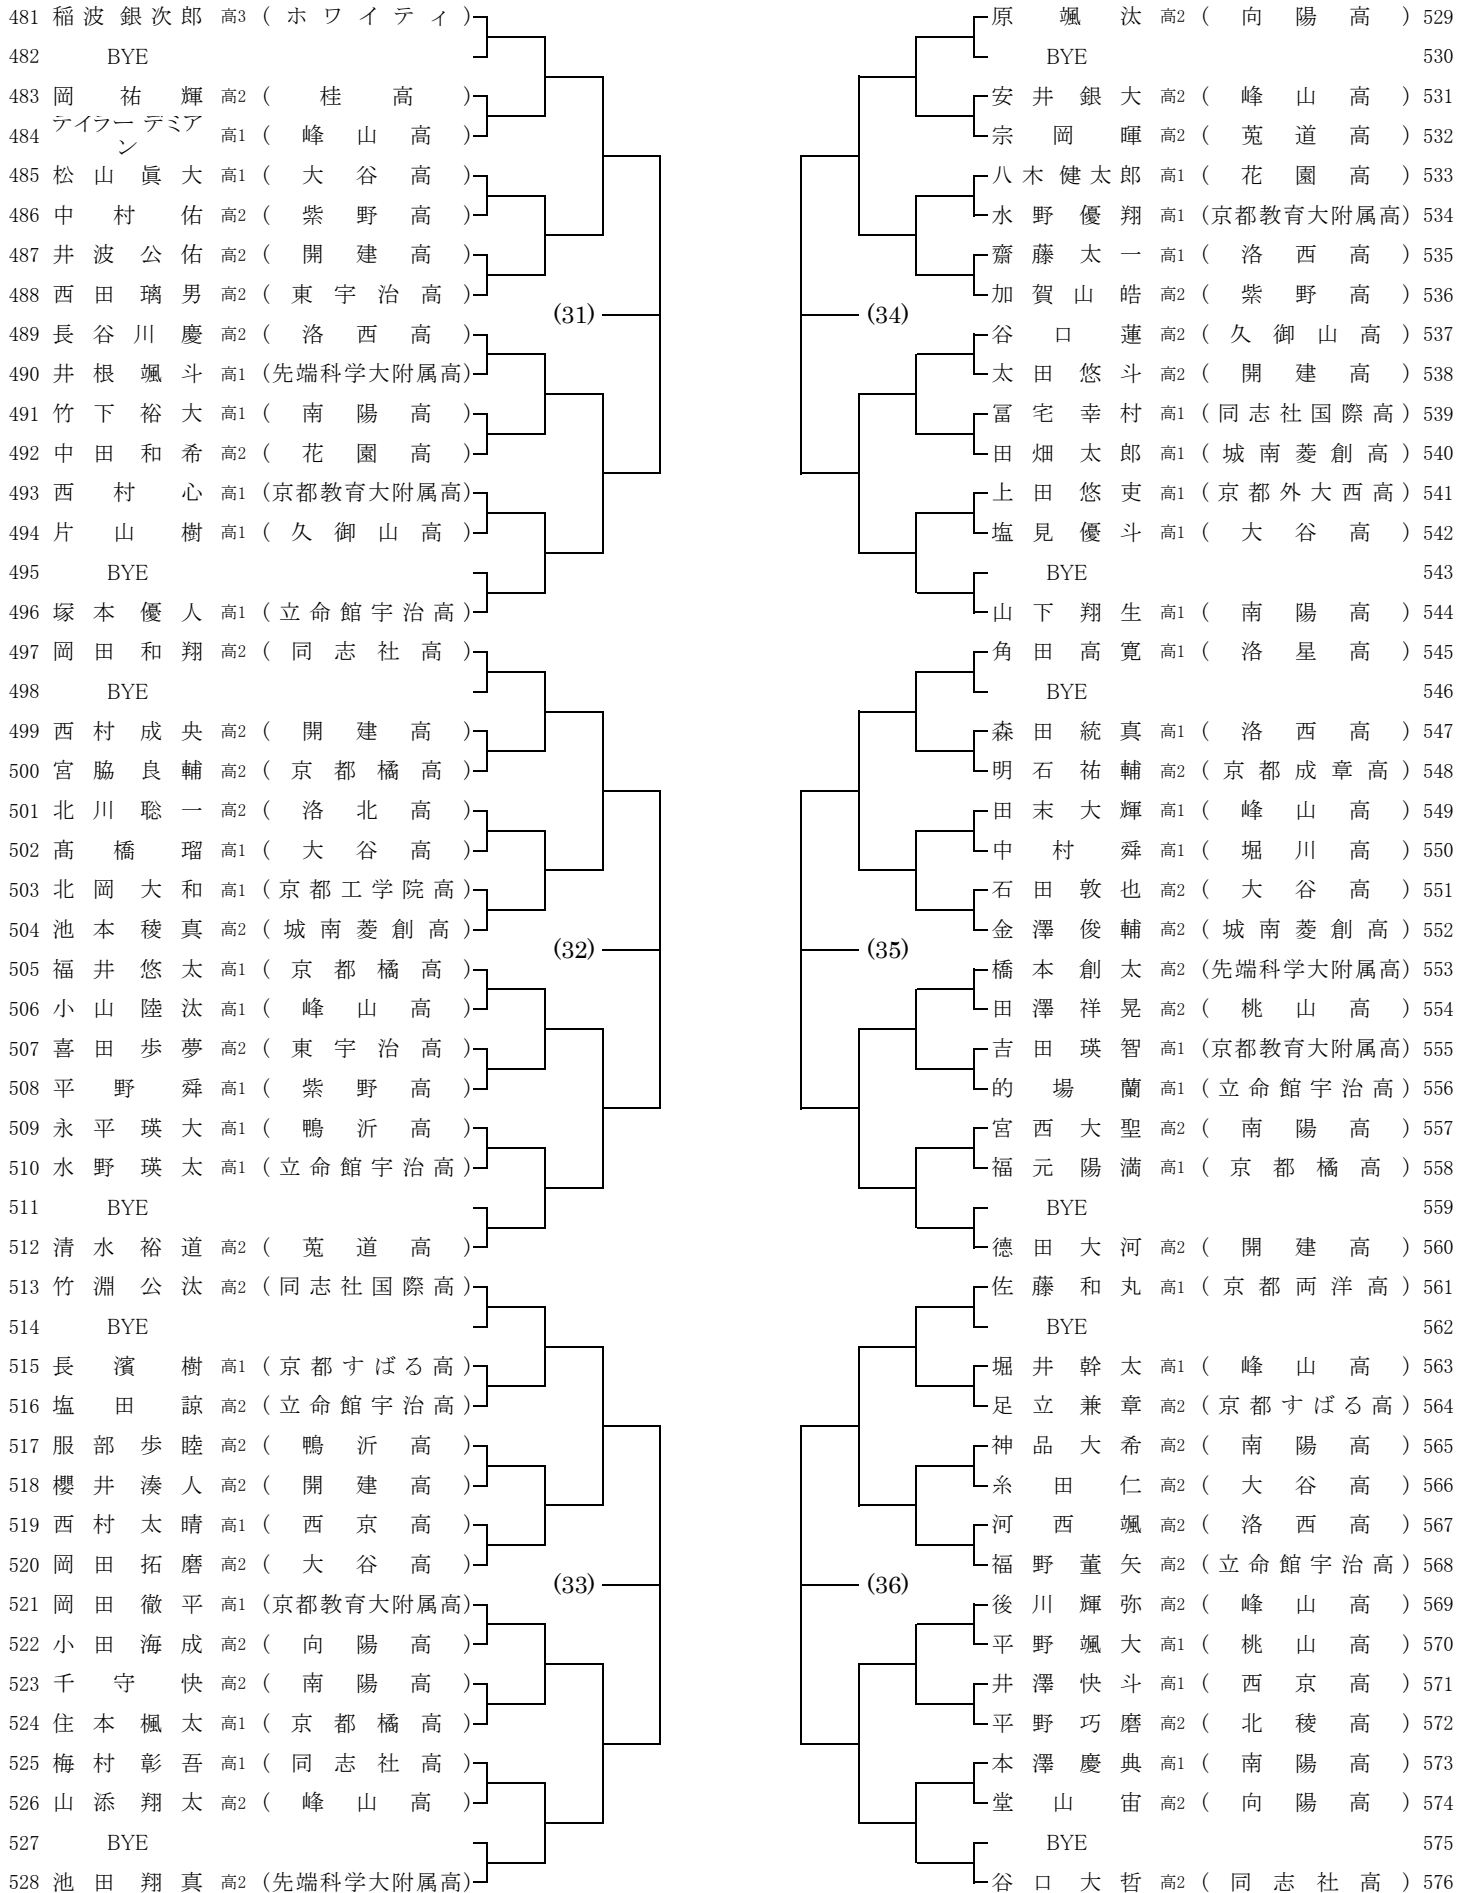 481 稲波 銀次郎 高3 ( ホワイティ )
482 BYE
483 岡 祐輝 高2 ( 桂高 )
484 テイラー デミアン 高1 ( 峰山高 )
485 松山 眞大 高1 ( 大谷高 )
486 中村 佑 高2 ( 紫野高 )
487 井波 公佑 高2 ( 開建高 )
488 西田 璃男 高2 ( 東宇治高 )
(31)
489 長谷川 慶 高2 ( 洛西高 )
490 井根 颯斗 高1 (先端科学大附属高)
491 竹下 裕大 高1 ( 南陽高 )
492 中田 和希 高2 ( 花園高 )
493 西村 心 高1 (京都教育大附属高)
494 片山 樹 高1 ( 久御山高 )
495 BYE
496 塚本 優人 高1 (立命館宇治高)
497 岡田 和翔 高2 ( 同志社高 )
498 BYE
499 西村 成央 高2 ( 開建高 )
500 宮脇 良輔 高2 ( 京都橘高 )
501 北川 聡一 高2 ( 洛北高 )
502 髙橋 瑠 高1 ( 大谷高 )
503 北岡 大和 高1 (京都工学院高)
504 池本 稜真 高2 ( 城南菱創高 )
(32)
505 福井 悠太 高1 ( 京都橘高 )
506 小山 陸汰 高1 ( 峰山高 )
507 喜田 歩夢 高2 ( 東宇治高 )
508 平野 舜 高1 ( 紫野高 )
509 永平 瑛大 高1 ( 鴨沂高 )
510 水野 瑛太 高1 (立命館宇治高)
511 BYE
512 清水 裕道 高2 ( 莵道高 )
513 竹淵 公汰 高2 (同志社国際高)
514 BYE
515 長濱 樹 高1 (京都すばる高)
516 塩田 諒 高2 (立命館宇治高)
517 服部 歩睦 高2 ( 鴨沂高 )
518 櫻井 湊人 高2 ( 開建高 )
519 西村 太晴 高1 ( 西京高 )
520 岡田 拓磨 高2 ( 大谷高 )
(33)
521 岡田 徹平 高1 (京都教育大附属高)
522 小田 海成 高2 ( 向陽高 )
523 千守 快 高2 ( 南陽高 )
524 住本 楓太 高1 ( 京都橘高 )
525 梅村 彰吾 高1 ( 同志社高 )
526 山添 翔太 高2 ( 峰山高 )
527 BYE
528 池田 翔真 高2 (先端科学大附属高)
原 颯汰 高2 ( 向陽高 ) 529
BYE 530
安井 銀大 高2 ( 峰山高 ) 531
宗岡 暉 高2 ( 莵道高 ) 532
八木 健太郎 高1 ( 花園高 ) 533
水野 優翔 高1 (京都教育大附属高) 534
齋藤 太一 高1 ( 洛西高 ) 535
加賀山 皓 高2 ( 紫野高 ) 536
(34)
谷口 蓮 高2 ( 久御山高 ) 537
太田 悠斗 高2 ( 開建高 ) 538
冨宅 幸村 高1 (同志社国際高) 539
田畑 太郎 高1 ( 城南菱創高 ) 540
上田 悠吏 高1 (京都外大西高) 541
塩見 優斗 高1 ( 大谷高 ) 542
BYE 543
山下 翔生 高1 ( 南陽高 ) 544
角田 高寛 高1 ( 洛星高 ) 545
BYE 546
森田 統真 高1 ( 洛西高 ) 547
明石 祐輔 高2 ( 京都成章高 ) 548
田末 大輝 高1 ( 峰山高 ) 549
中村 舜 高1 ( 堀川高 ) 550
石田 敦也 高2 ( 大谷高 ) 551
金澤 俊輔 高2 ( 城南菱創高 ) 552
(35)
橋本 創太 高2 (先端科学大附属高) 553
田澤 祥晃 高2 ( 桃山高 ) 554
吉田 瑛智 高1 (京都教育大附属高) 555
的場 蘭 高1 (立命館宇治高) 556
宮西 大聖 高2 ( 南陽高 ) 557
福元 陽満 高1 ( 京都橘高 ) 558
BYE 559
德田 大河 高2 ( 開建高 ) 560
佐藤 和丸 高1 ( 京都両洋高 ) 561
BYE 562
堀井 幹太 高1 ( 峰山高 ) 563
足立 兼章 高2 (京都すばる高) 564
神品 大希 高2 ( 南陽高 ) 565
糸田 仁 高2 ( 大谷高 ) 566
河西 颯 高2 ( 洛西高 ) 567
福野 董矢 高2 (立命館宇治高) 568
(36)
後川 輝弥 高2 ( 峰山高 ) 569
平野 颯大 高1 ( 桃山高 ) 570
井澤 快斗 高1 ( 西京高 ) 571
平野 巧磨 高2 ( 北稜高 ) 572
本澤 慶典 高1 ( 南陽高 ) 573
堂山 宙 高2 ( 向陽高 ) 574
BYE 575
谷口 大哲 高2 ( 同志社高 ) 576